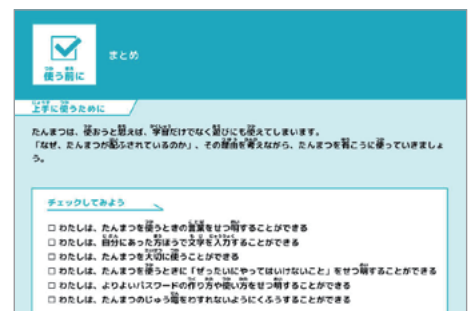 使う前に
まとめ
上手に使うために
たんまつは、使おうと思えば、学習だけでなく遊びにも使えてしまいます。
「なぜ、たんまつが配ふされているのか」、その理由を考えながら、たんまつを有こうに使っていきましょ
う。
チェックしてみよう
□ わたしは、たんまつを使うときの言葉をせつ明することができる
□ わたしは、自分にあった方ほうで文字を入力することができる
□ わたしは、たんまつを大切に使うことができる
□ わたしは、たんまつを使うときに「ぜったいにやってはいけないこと」をせつ明することができる
□ わたしは、よりよいパスワードの作り方や使い方をせつ明することができる
□ わたしは、たんまつのじゅう電をわすれないようにくふうすることができる